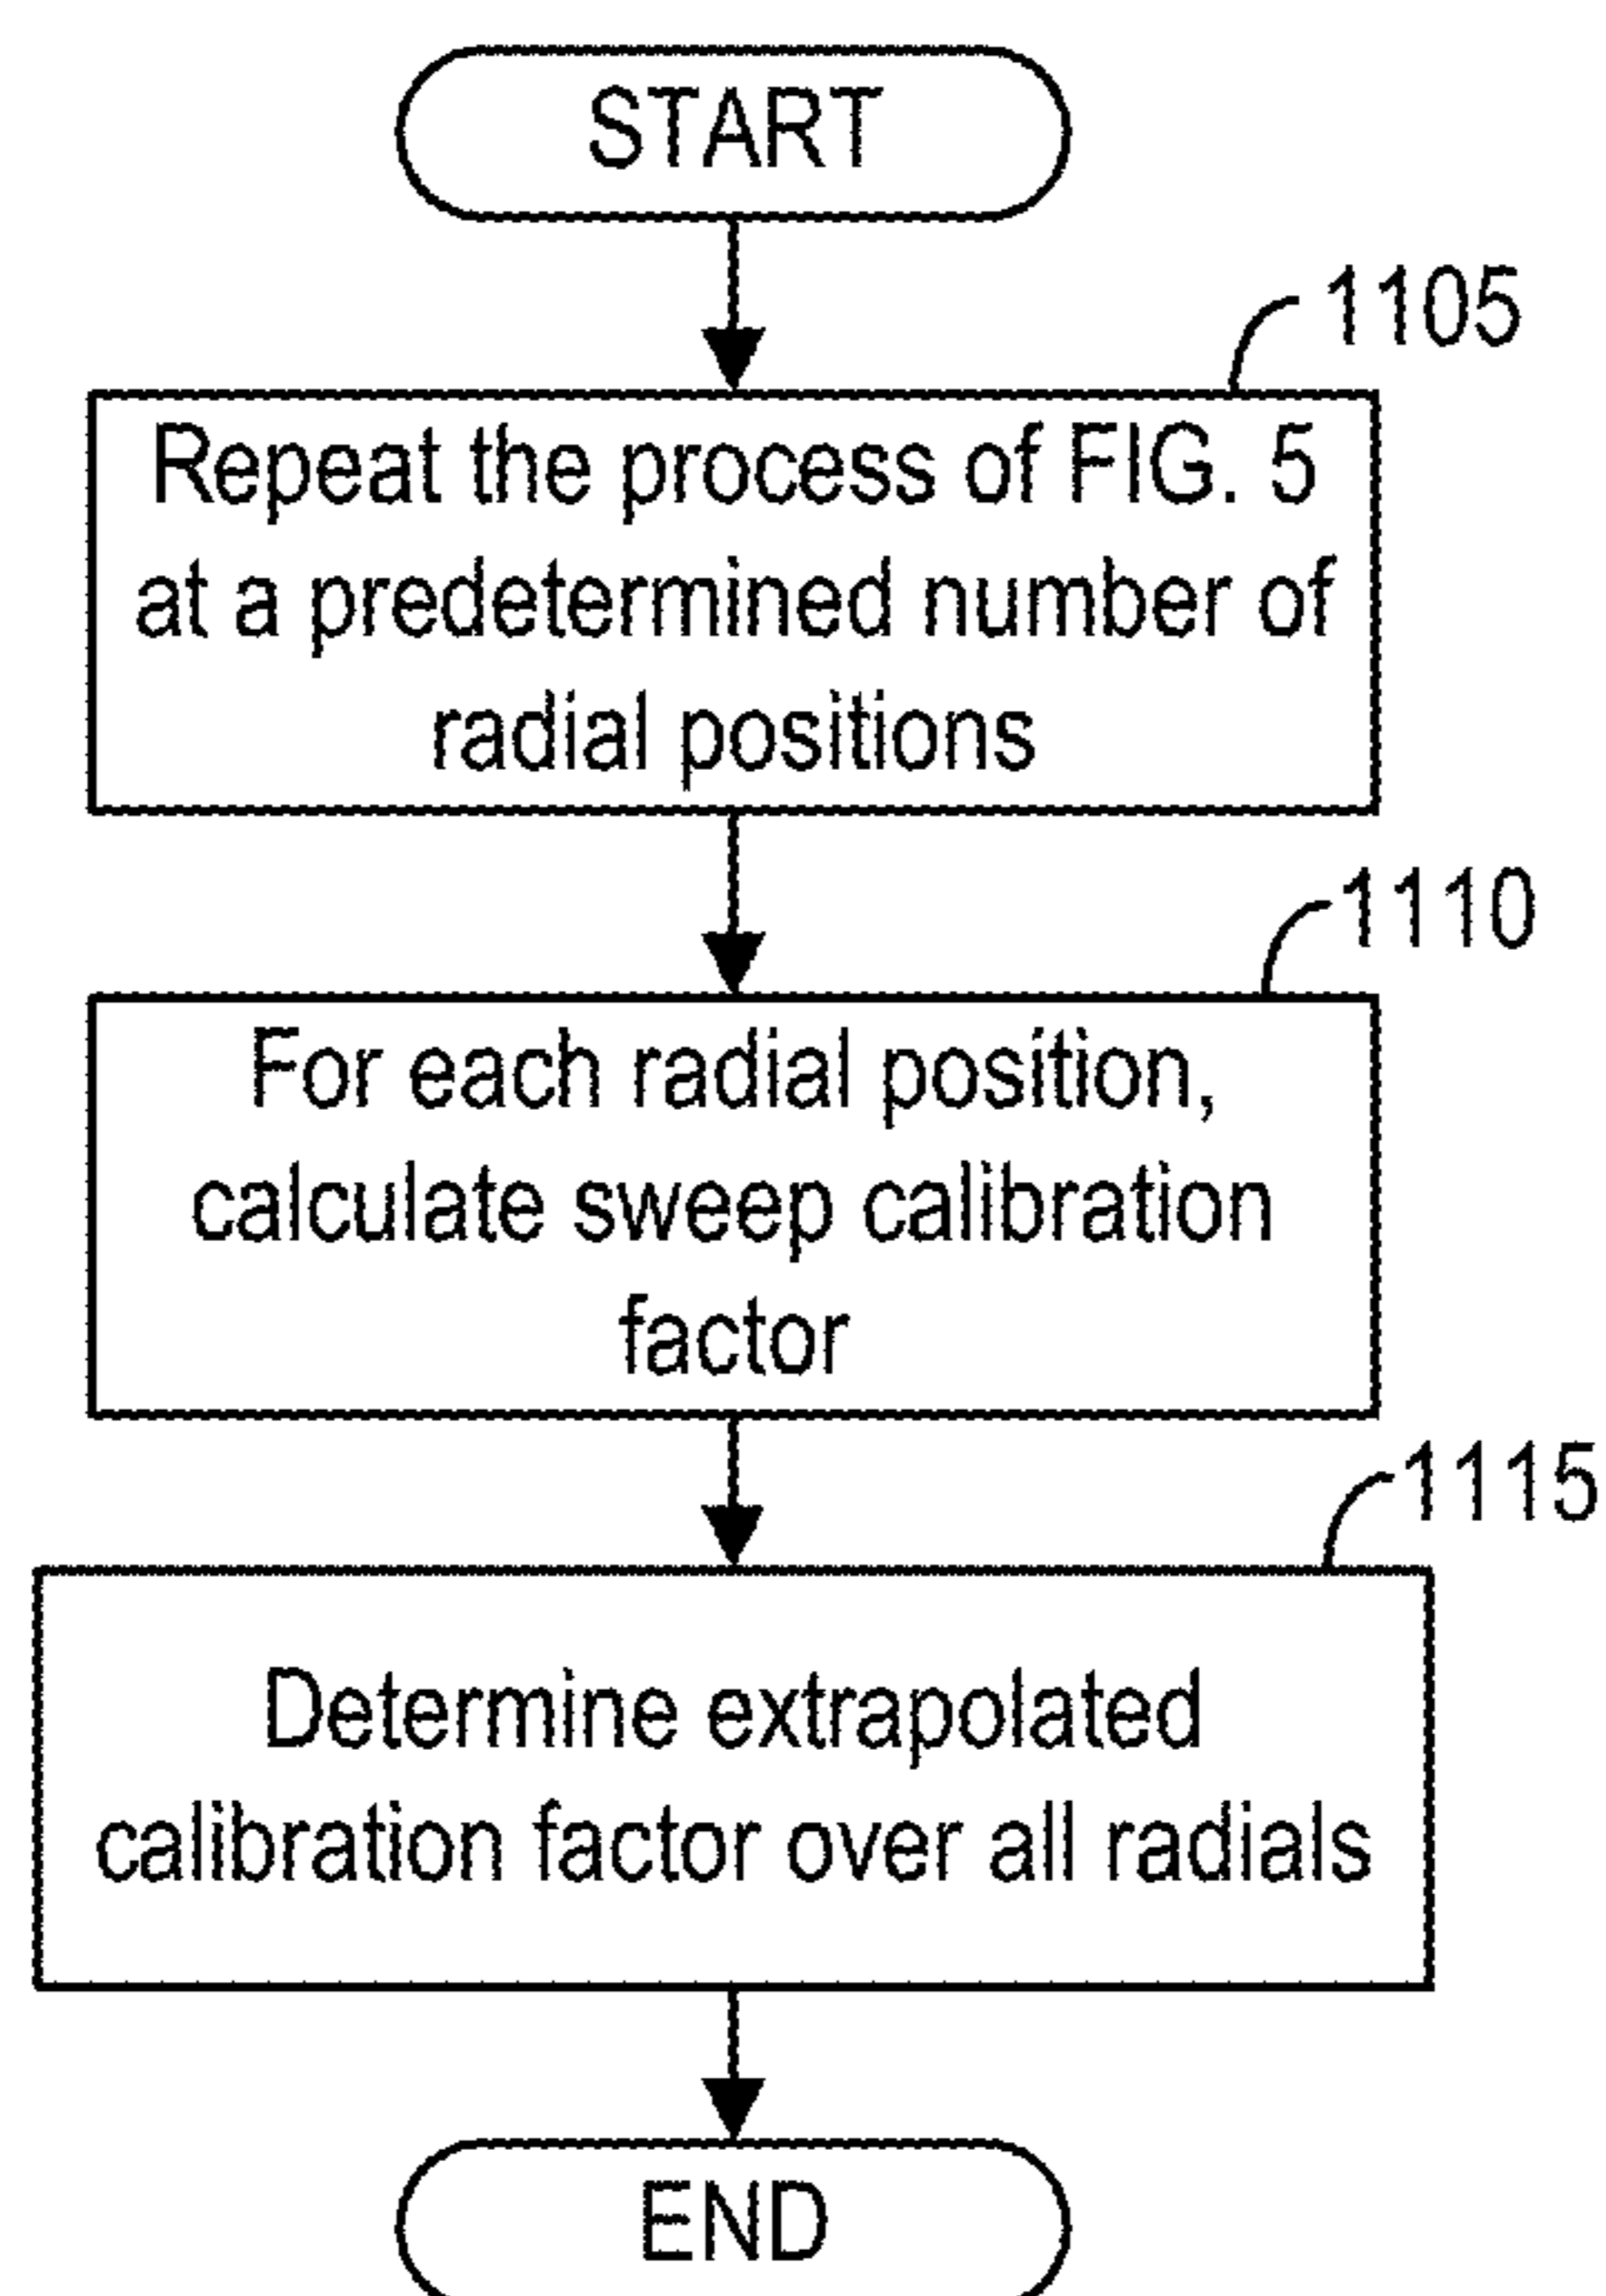 START
1105
Repeat the process of FIG. 5
at a predetermined number of
radial positions
1110
For each radial position,
calculate sweep calibration
factor
1115
Determine extrapolated
calibration factor over all radials
END